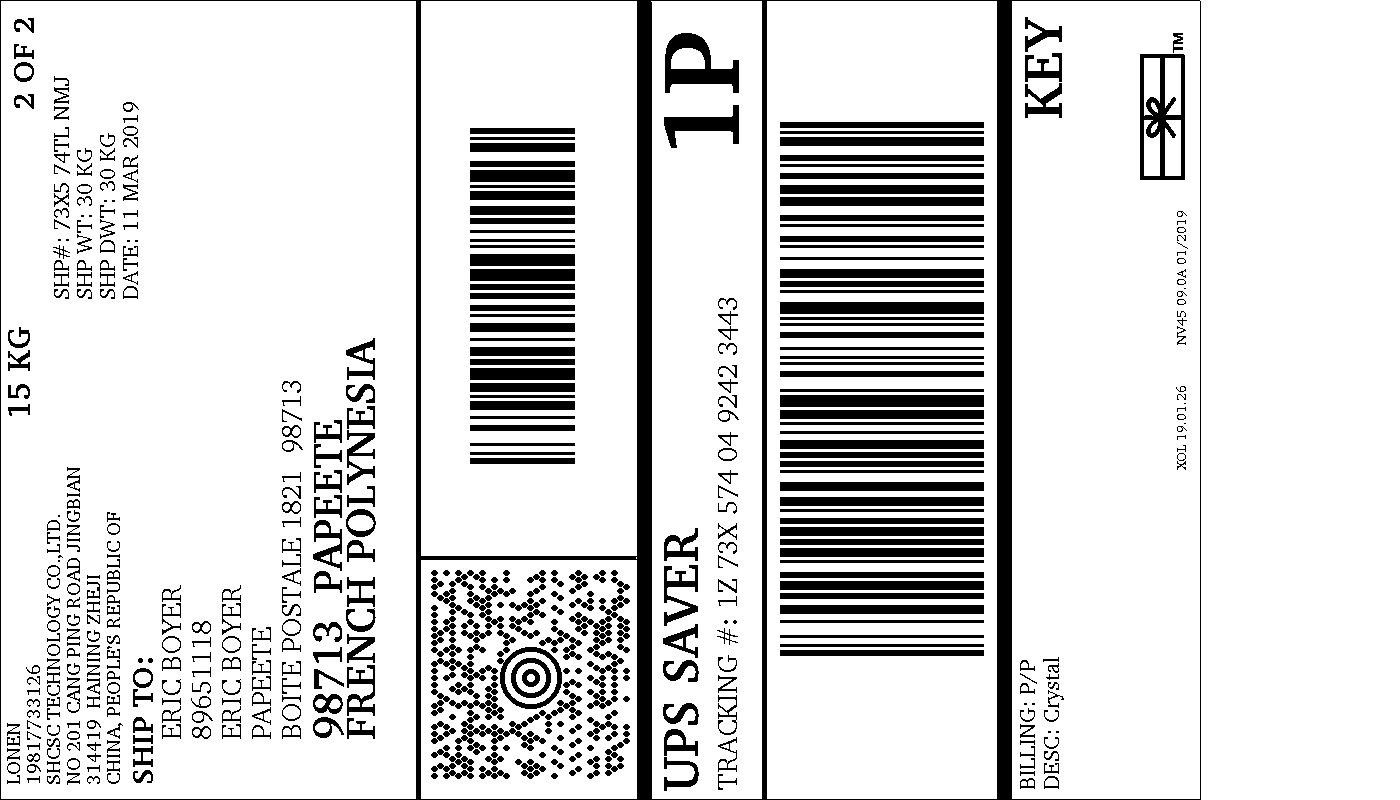 LONEN
19817733126
SHCSC TECHNOLOGY CO.,LTD.
NO 201 CANG PING ROAD JINGBIAN
314419 HAINING ZHEJI
CHINA, PEOPLE'S REPUBLIC OF
15 KG
2 OF 2
SHP#: 73X5 74TL NMJ
SHP WT: 30 KG
SHP DWT: 30 KG
DATE: 11 MAR 2019
SHIP TO:
ERIC.BOYER
89651118
ERIC.BOYER
PAPEETE
BOITE POSTALE 1821 98713
98713 PAPEETE
FRENCH POLYNESIA
UPS SAVER
1P
TRACKING #: 1Z 73X 574 04 9242 3443
BILLING: P/P
DESC: Crystal
KEY
XOL 19.01.26 NV45 09.0A 01/2019
TM